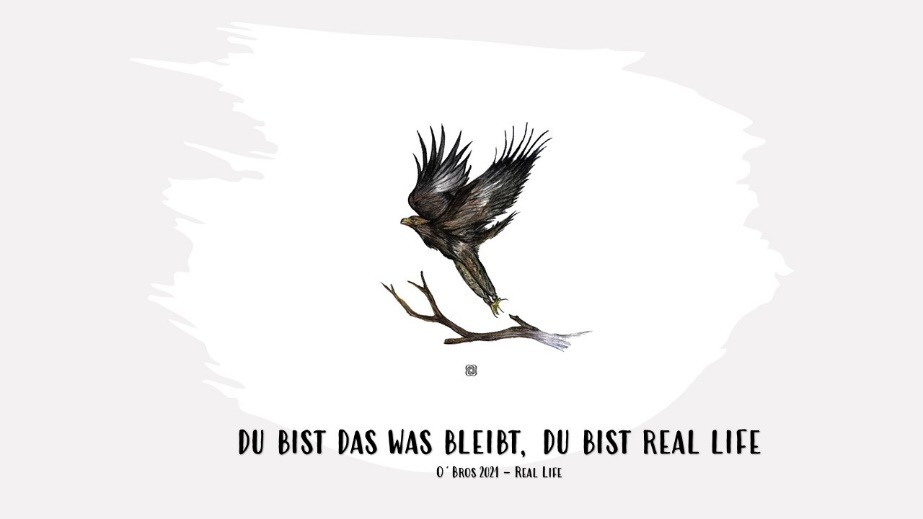 DU BIST DAS WAS BLEIBT, DU BIST REAL LIFE
O´BROS 2021 – REAL LIFE